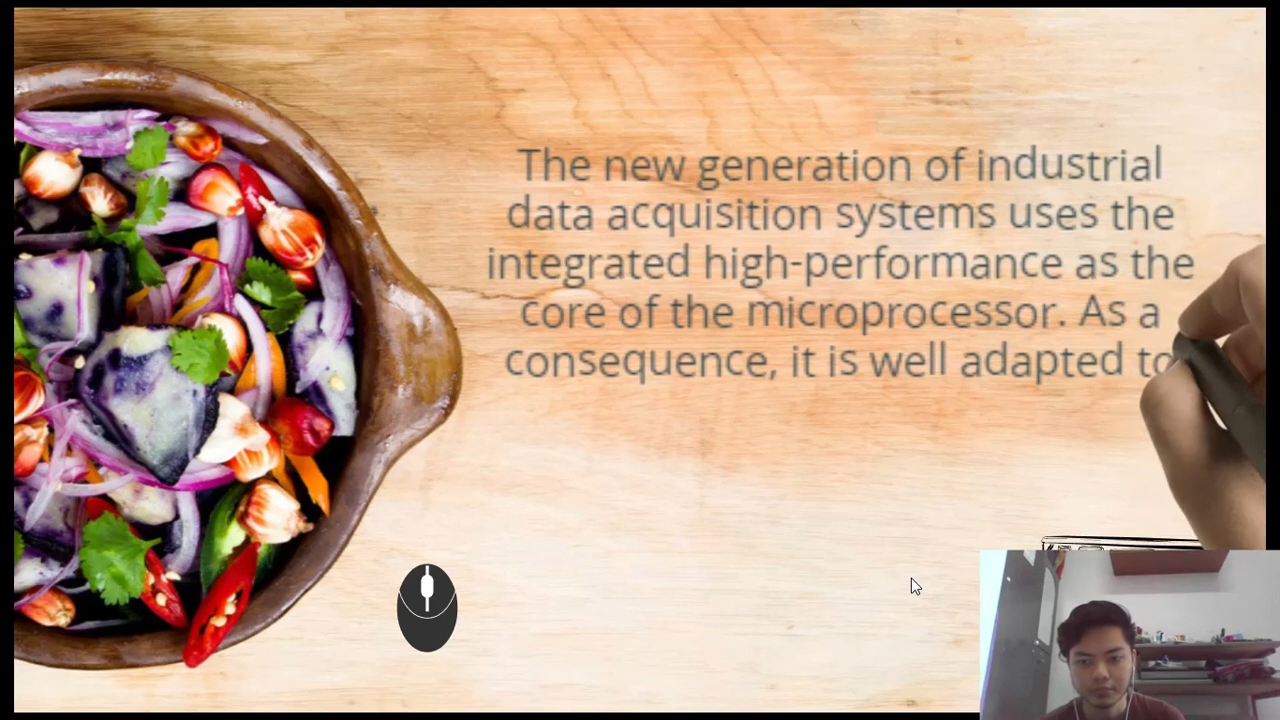 The new generation of industrial
data acquisition systems uses the
integrated high-performance as the
core of the microprocessor. As a
consequence, it is well adapted to